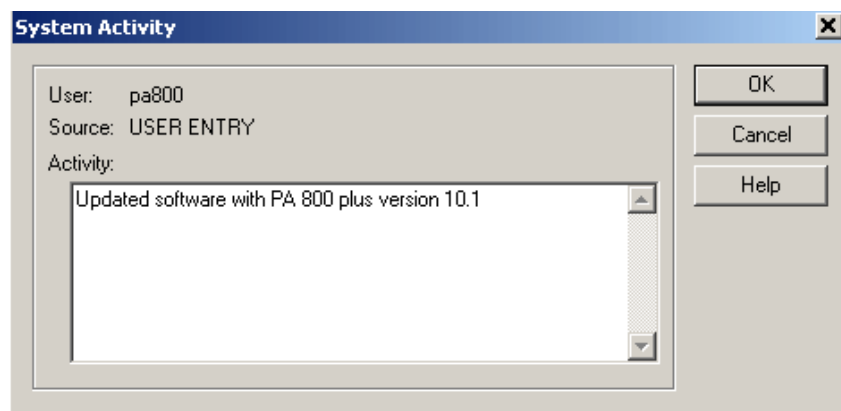 System Activity
User: pa800
Source: USER ENTRY
Activity:
Updated software with PA 800 plus version 10.1
OK
Cancel
Help